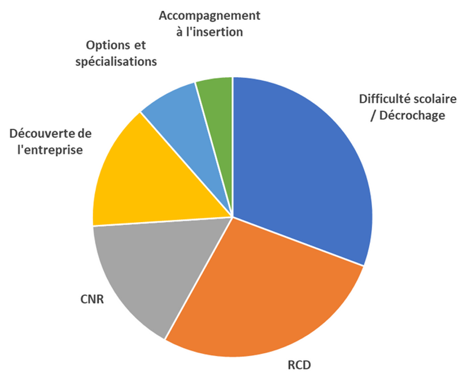 Accompagnement
à l'insertion
Options et
spécialisations
Difficulté scolaire
/ Décrochage
Découverte de
l'entreprise
CNR
RCD